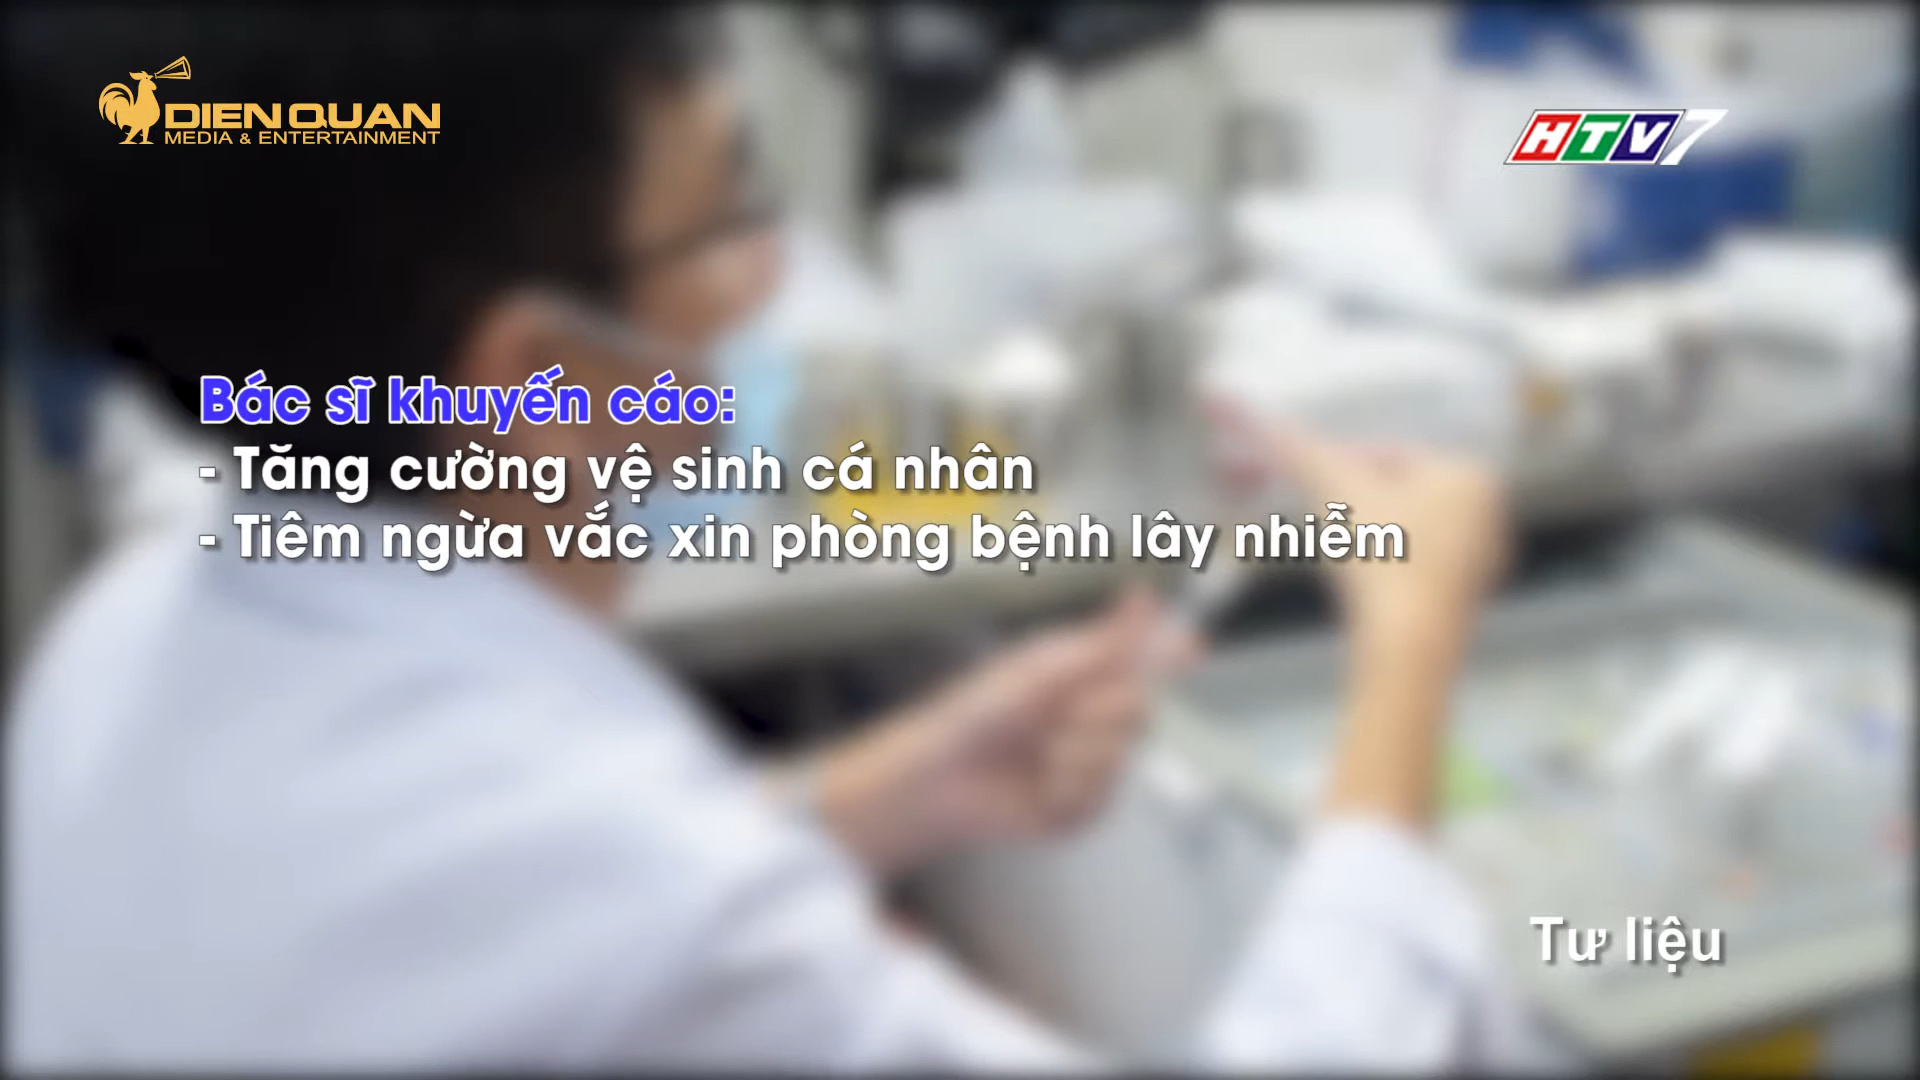 DIEN QUAN
MEDIA & ENTERTAINMENT
HTV7
Bác sĩ khuyến cáo:
- Tăng cường vệ sinh cá nhân
- Tiêm ngừa vắc xin phòng bệnh lây nhiễm
Tư liệu